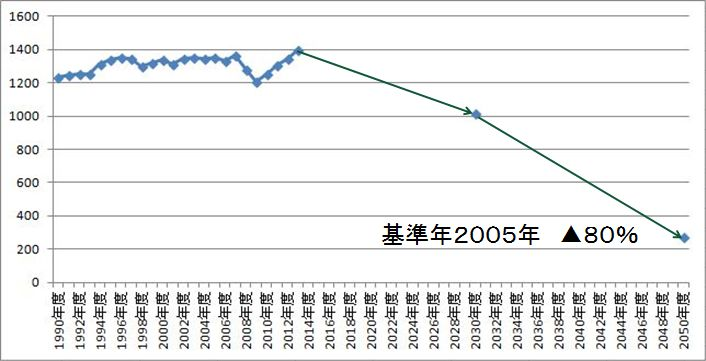 1600
1400
1200
1000
800
600
400
200
0
基準年2005年 ▲80%
1990年度
1992年度
1994年度
1996年度
1998年度
2000年度
2002年度
2004年度
2006年度
2008年度
2010年度
2012年度
2014年度
2016年度
2018年度
2020年度
2022年度
2024年度
2026年度
2028年度
2030年度
2032年度
2034年度
2036年度
2038年度
2040年度
2042年度
2044年度
2046年度
2048年度
2050年度